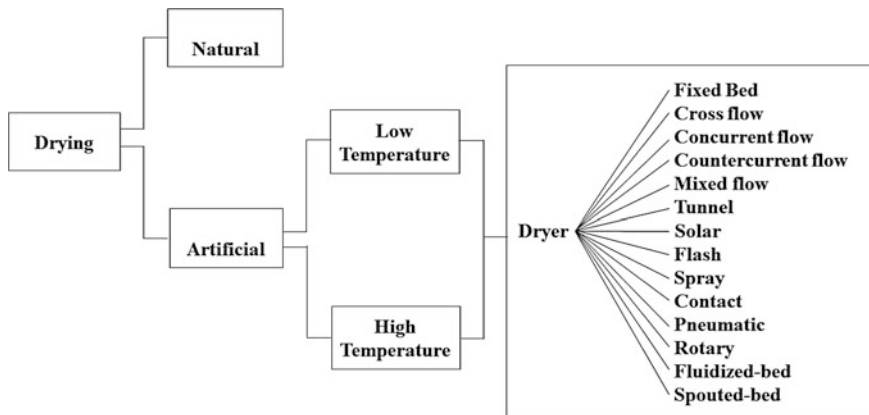 Natural
Drying
Artificial
Low
Temperature
High
Temperature
Dryer
Fixed Bed
Cross flow
Concurrent flow
Countercurrent flow
Mixed flow
Tunnel
Solar
Flash
Spray
Contact
Pneumatic
Rotary
Fluidized-bed
Spouted-bed